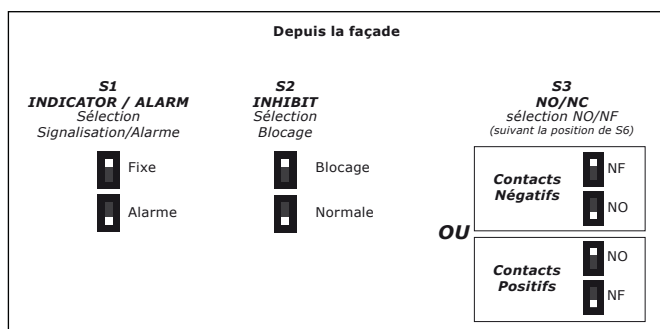 Depuis la façade
S1
INDICATOR / ALARM
Sélection
Signalisation/Alarme
Fixe
Alarme
S2
INHIBIT
Sélection
Blocage
Blocage
Normale
S3
NO/NC
sélection NO/NF
(suivant la position de S6)
Contacts
Négatifs
NF
NO
OU
Contacts
Positifs
NO
NF